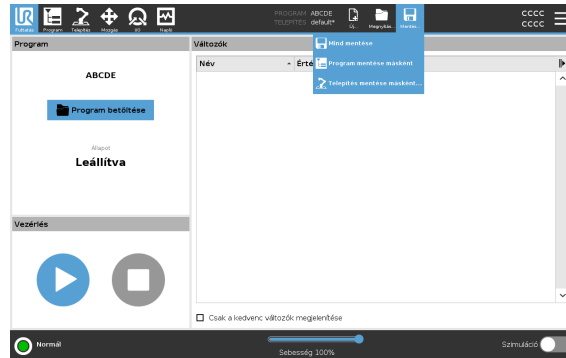 UR
Futtatás
Program
Telepítés
Mozgás
I/O
Napló
PROGRAM ABCDE
TELEPÍTÉS default*
Új...
Megnyitás...
Mentés...
CCCC
CCCC
Mind mentése
Program mentése másként
Telepítés mentése másként...
Program
ABCDE
Program betöltése
Állapot
Leállítva
Vezérlés
Változók
Név
Érté
Csak a kedvenc változók megjelenítése
Normál
Sebesség 100%
Szimuláció